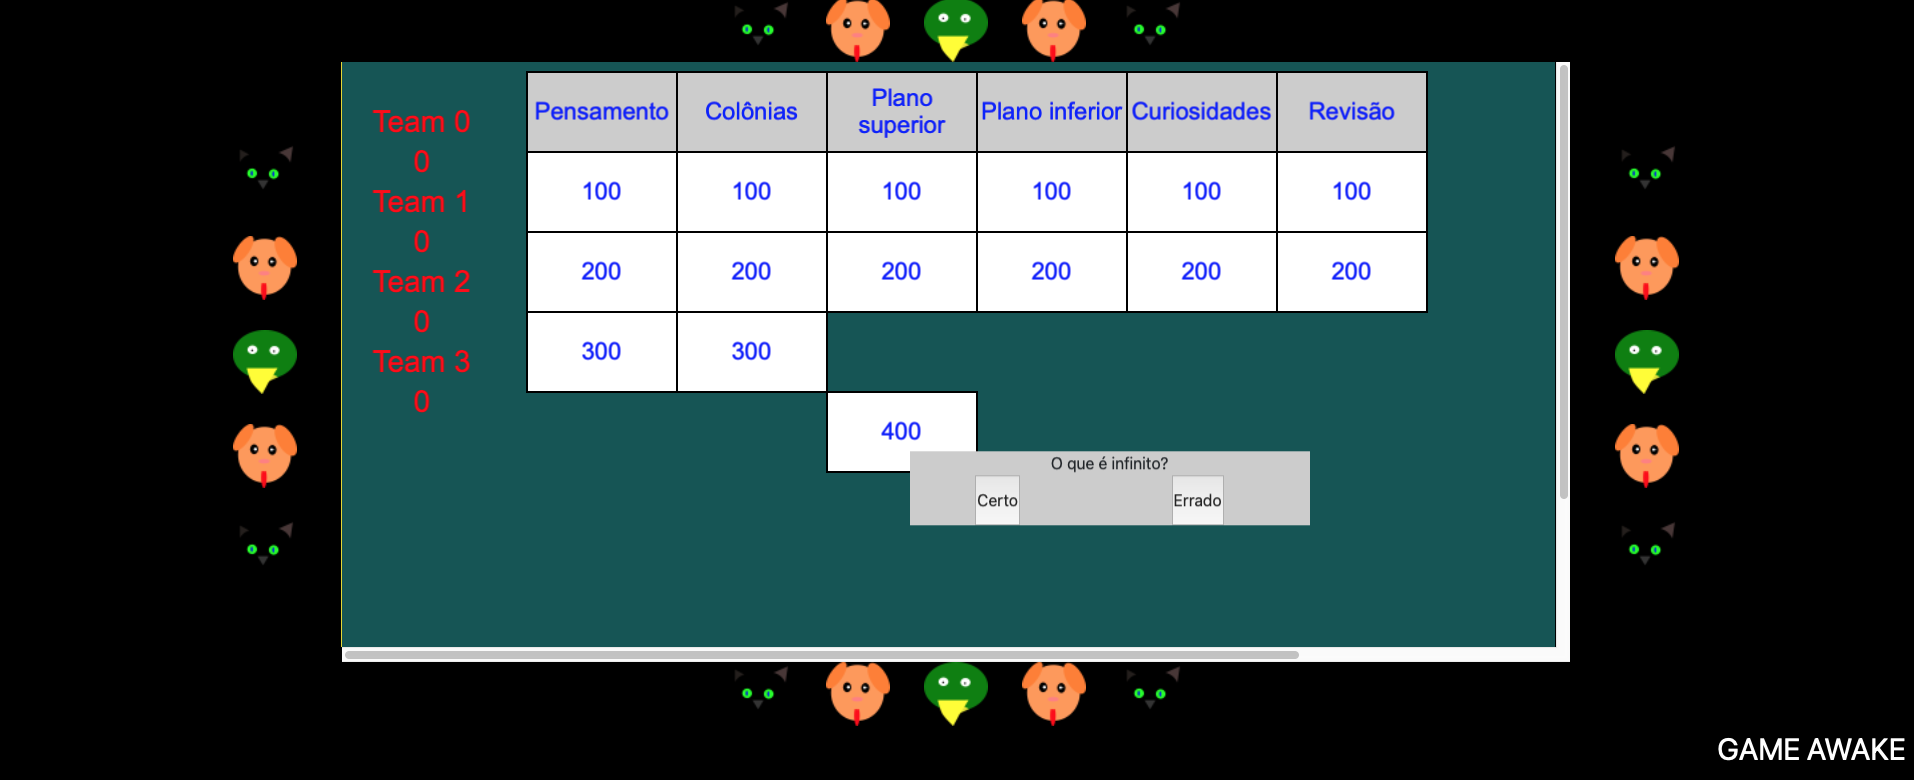 Team 0
0
Team 1
0
Team 2
0
Team 3
0
Pensamento Colônias Plano superior Plano inferior Curiosidades Revisão
100 100 100 100 100 100
200 200 200 200 200 200
300 300
400
O que é infinito?
Certo Errado
GAME AWAKE